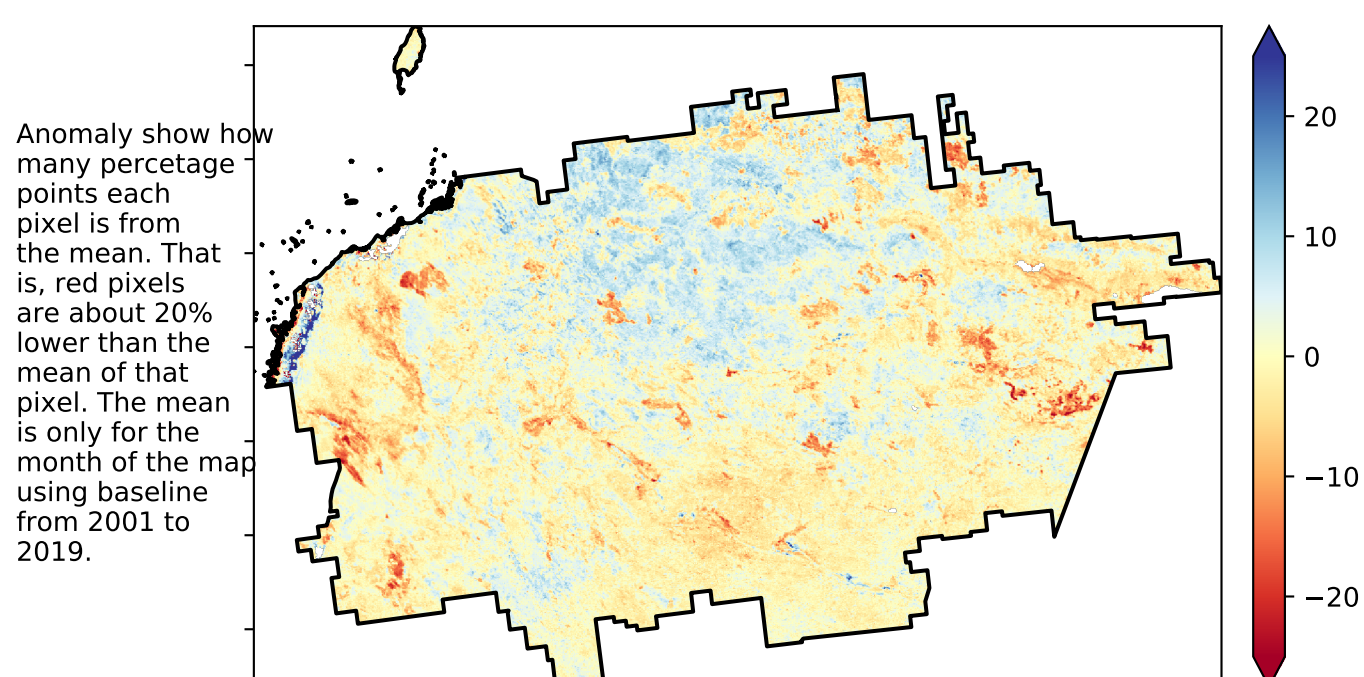 Anomaly show how
many percetage
points each
pixel is from
the mean. That
is, red pixels
are about 20%
lower than the
mean of that
pixel. The mean
is only for the
month of the map
using baseline
from 2001 to
2019.
20
10
0
−10
−20